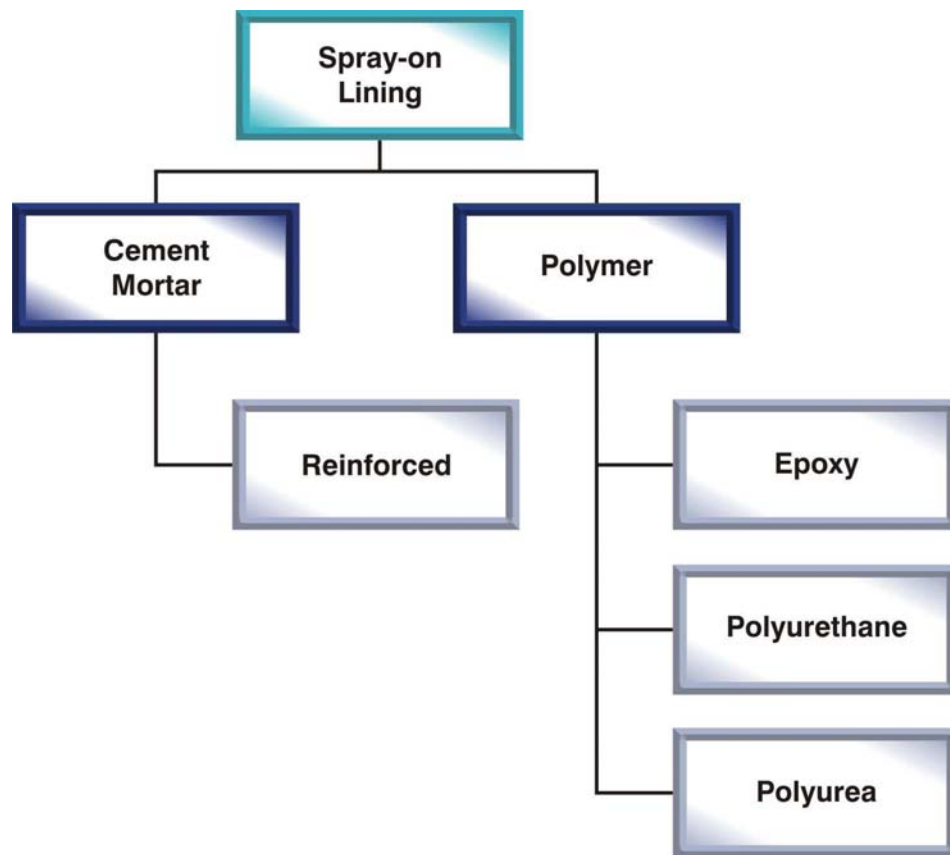 Spray-on
Lining
Cement
Mortar
Polymer
Reinforced
Epoxy
Polyurethane
Polyurea